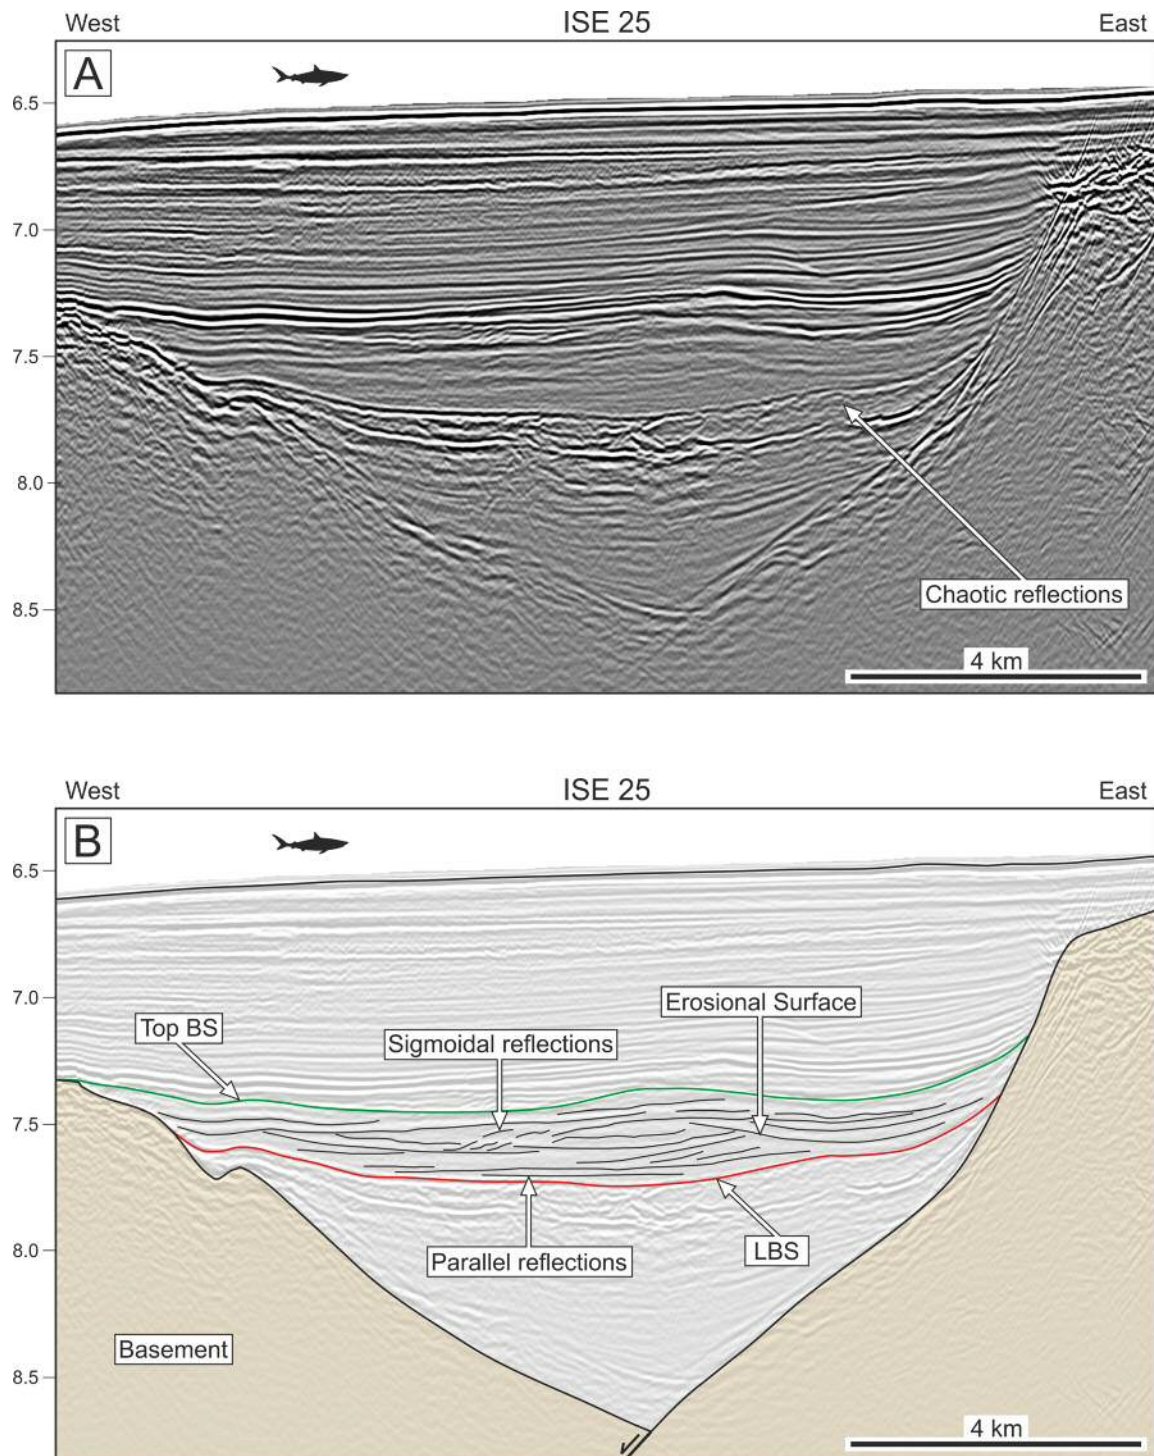 West ISE 25 East
A
6.5
7.0
7.5
8.0
Chaotic reflections
8.5
4 km
West ISE 25 East
B
6.5
7.0
Erosional Surface
Top BS
Sigmoidal reflections
7.5
8.0
LBS
Parallel reflections
Basement
8.5
4 km